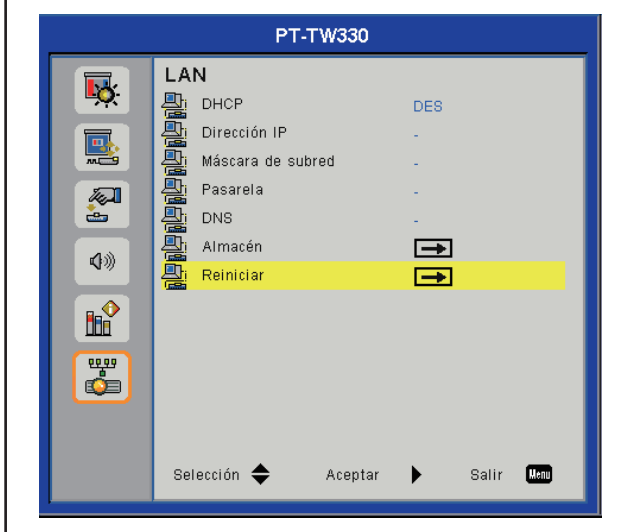 PT-TW330
LAN
DHCP DES
Dirección IP -
Máscara de subred -
Pasarela -
DNS -
Almacén
Reiniciar
Selección Aceptar Salir Menu